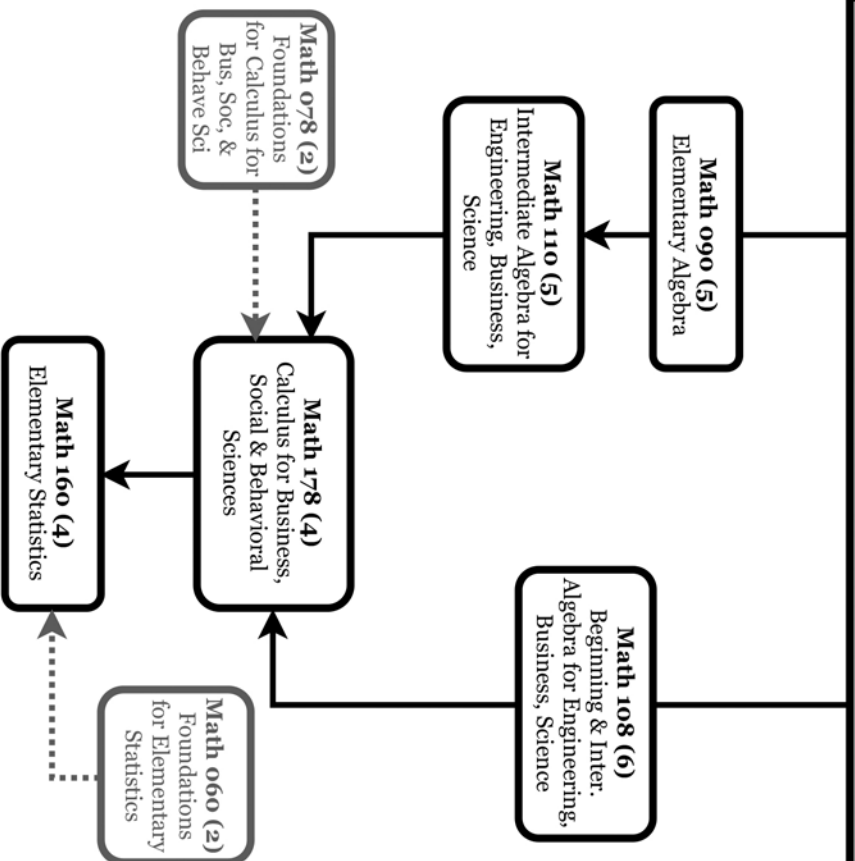 Math 090 (5)
Elementary Algebra
Math 108 (6)
Beginning & Inter.
Algebra for Engineering,
Business, Science
Math 110 (5)
Intermediate Algebra for
Engineering, Business,
Science
Math 078 (2)
Foundations
for Calculus for
Bus, Soc, &
Behave Sci
Math 178 (4)
Calculus for Business,
Social & Behavioral
Sciences
Math 060 (2)
Foundations
for Elementary
Statistics
Math 160 (4)
Elementary Statistics